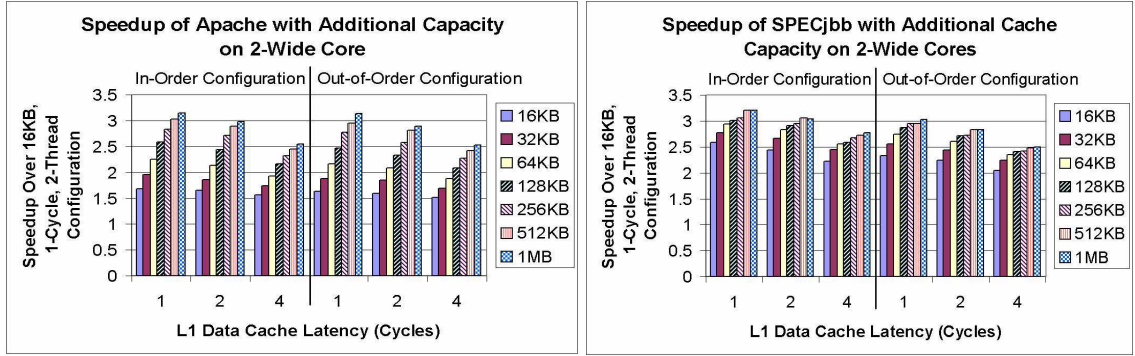 Speedup of Apache with Additional Capacity
on 2-Wide Core
In-Order Configuration
Out-of-Order Configuration
Speedup Over 16KB,
1-Cycle, 2-Thread
Configuration
3.5
3
2.5
2
1.5
1
0.5
0
1
2
4
1
2
4
L1 Data Cache Latency (Cycles)
16KB
32KB
64KB
128KB
256KB
512KB
1MB
Speedup of SPECjbb with Additional Cache
Capacity on 2-Wide Cores
In-Order Configuration
Out-of-Order Configuration
Speedup Over 16KB,
1-Cycle, 2-Thread
Configuration
3.5
3
2.5
2
1.5
1
0.5
0
1
2
4
1
2
4
L1 Data Cache Latency (Cycles)
16KB
32KB
64KB
128KB
256KB
512KB
1MB